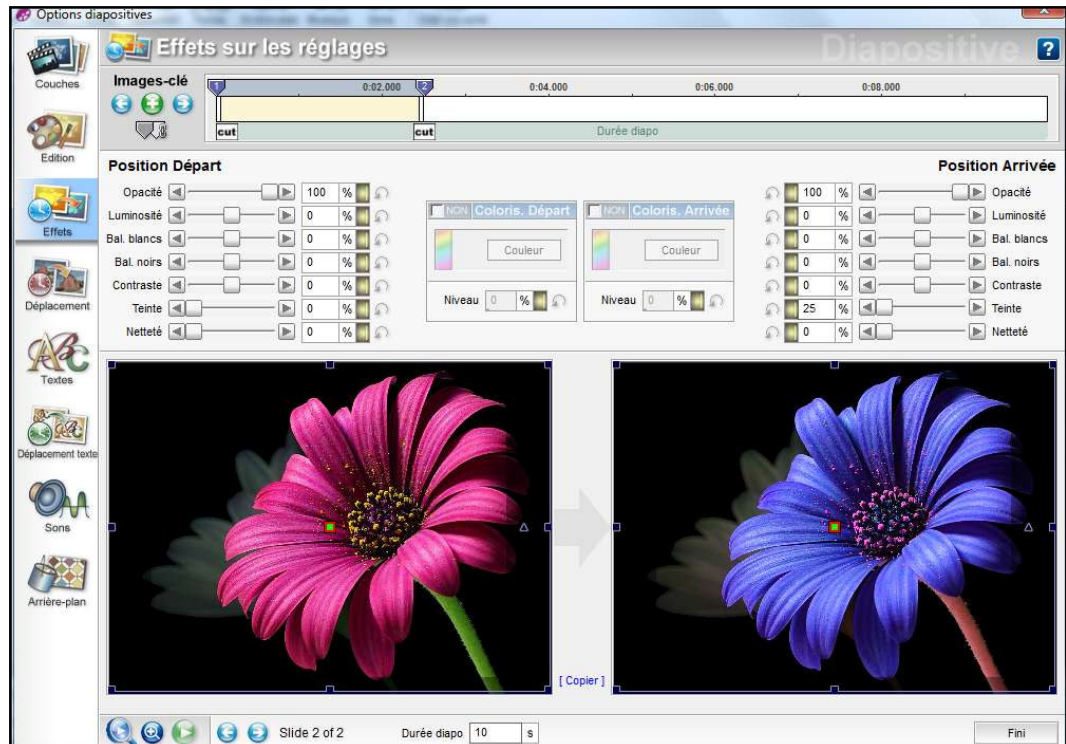 Options diapositives
Effets sur les réglages
Diapositive
?
Couches
Edition
Effets
Déplacement
Textes
Déplacement texte
Sons
Arrière-plan
Images-clé
1
0:02.000
2
0:04.000
0:06.000
0:08.000
cut
cut
Durée diapo
Position Départ
Opacité 100 %
Luminosité 0 %
Bal. blancs 0 %
Bal. noirs 0 %
Contraste 0 %
Teinte 0 %
Netteté 0 %
NON Coloris. Départ
Couleur
Niveau 0 %
NON Coloris. Arrivée
Couleur
Niveau 0 %
Position Arrivée
100 % Opacité
0 % Luminosité
0 % Bal. blancs
0 % Bal. noirs
0 % Contraste
25 % Teinte
0 % Netteté
ABC
[ Copier ]
Slide 2 of 2
Durée diapo 10 s
Fini